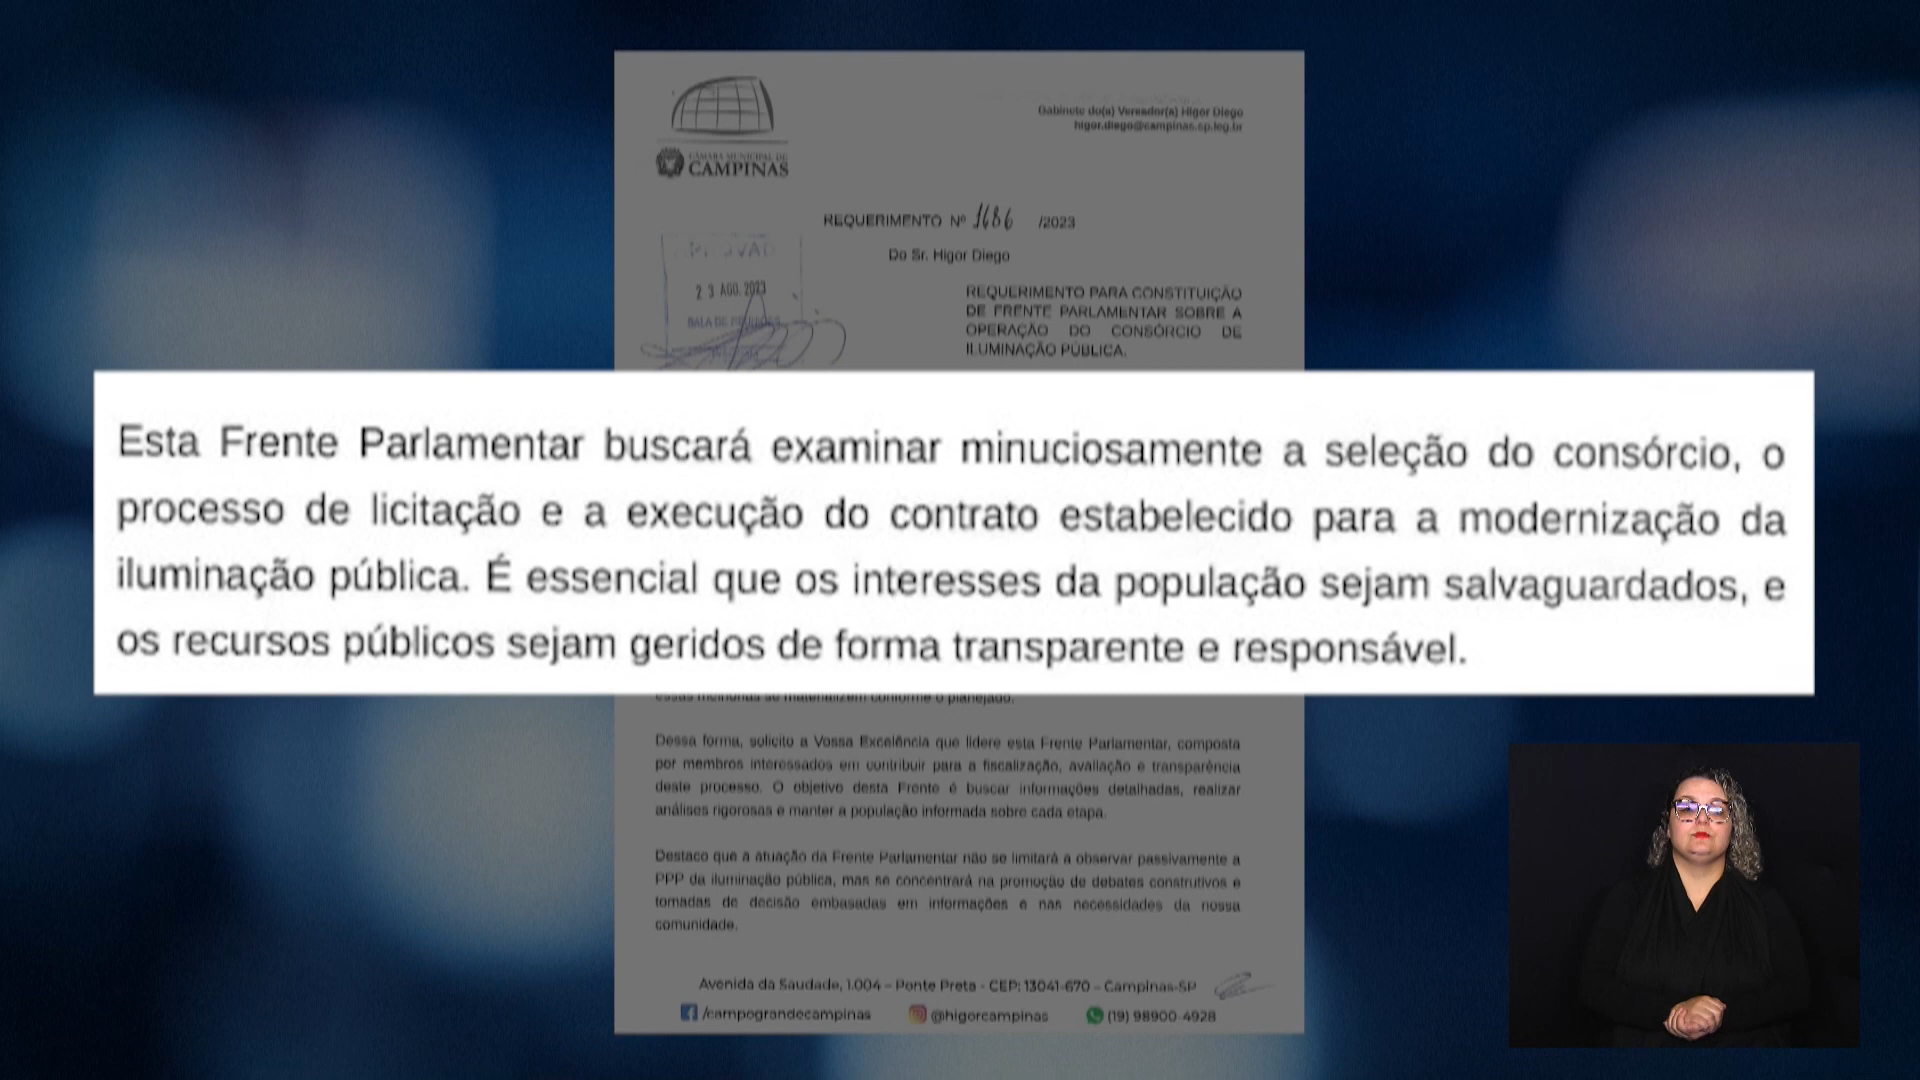 CÂMARA MUNICIPAL DE
CAMPINAS
Gabinete do(a) Vereador(a) Higor Diego
higor.diego@campinas.sp.leg.br
REQUERIMENTO Nº 1686 /2023
Do Sr. Higor Diego
23 AGO. 2023
REQUERIMENTO PARA CONSTITUIÇÃO
DE FRENTE PARLAMENTAR SOBRE A
OPERAÇÃO DO CONSÓRCIO DE
ILUMINAÇÃO PÚBLICA.
Esta Frente Parlamentar buscará examinar minuciosamente a seleção do consórcio, o
processo de licitação e a execução do contrato estabelecido para a modernização da
iluminação pública. É essencial que os interesses da população sejam salvaguardados, e
os recursos públicos sejam geridos de forma transparente e responsável.
essas melhorias se materializem conforme o planejado.
Dessa forma, solicito a Vossa Excelência que lidere esta Frente Parlamentar, composta
por membros interessados em contribuir para a fiscalização, avaliação e transparência
deste processo. O objetivo desta Frente é buscar informações detalhadas, realizar
análises rigorosas e manter a população informada sobre cada etapa.
Destaco que a atuação da Frente Parlamentar não se limitará a observar passivamente a
PPP da iluminação pública, mas se concentrará na promoção de debates construtivos e
tomadas de decisão embasadas em informações e nas necessidades da nossa
comunidade.
Avenida da Saudade, 1.004 – Ponte Preta - CEP: 13041-670 – Campinas-SP
/campograndecampinas @higorcampinas (19) 98900-4928